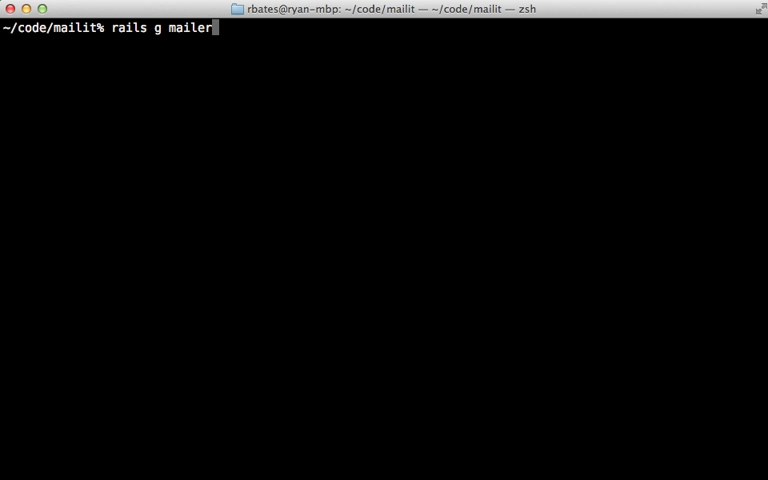 rbates@ryan-mbp: ~/code/mailit — ~/code/mailit — zsh
~/code/mailit% rails g mailer